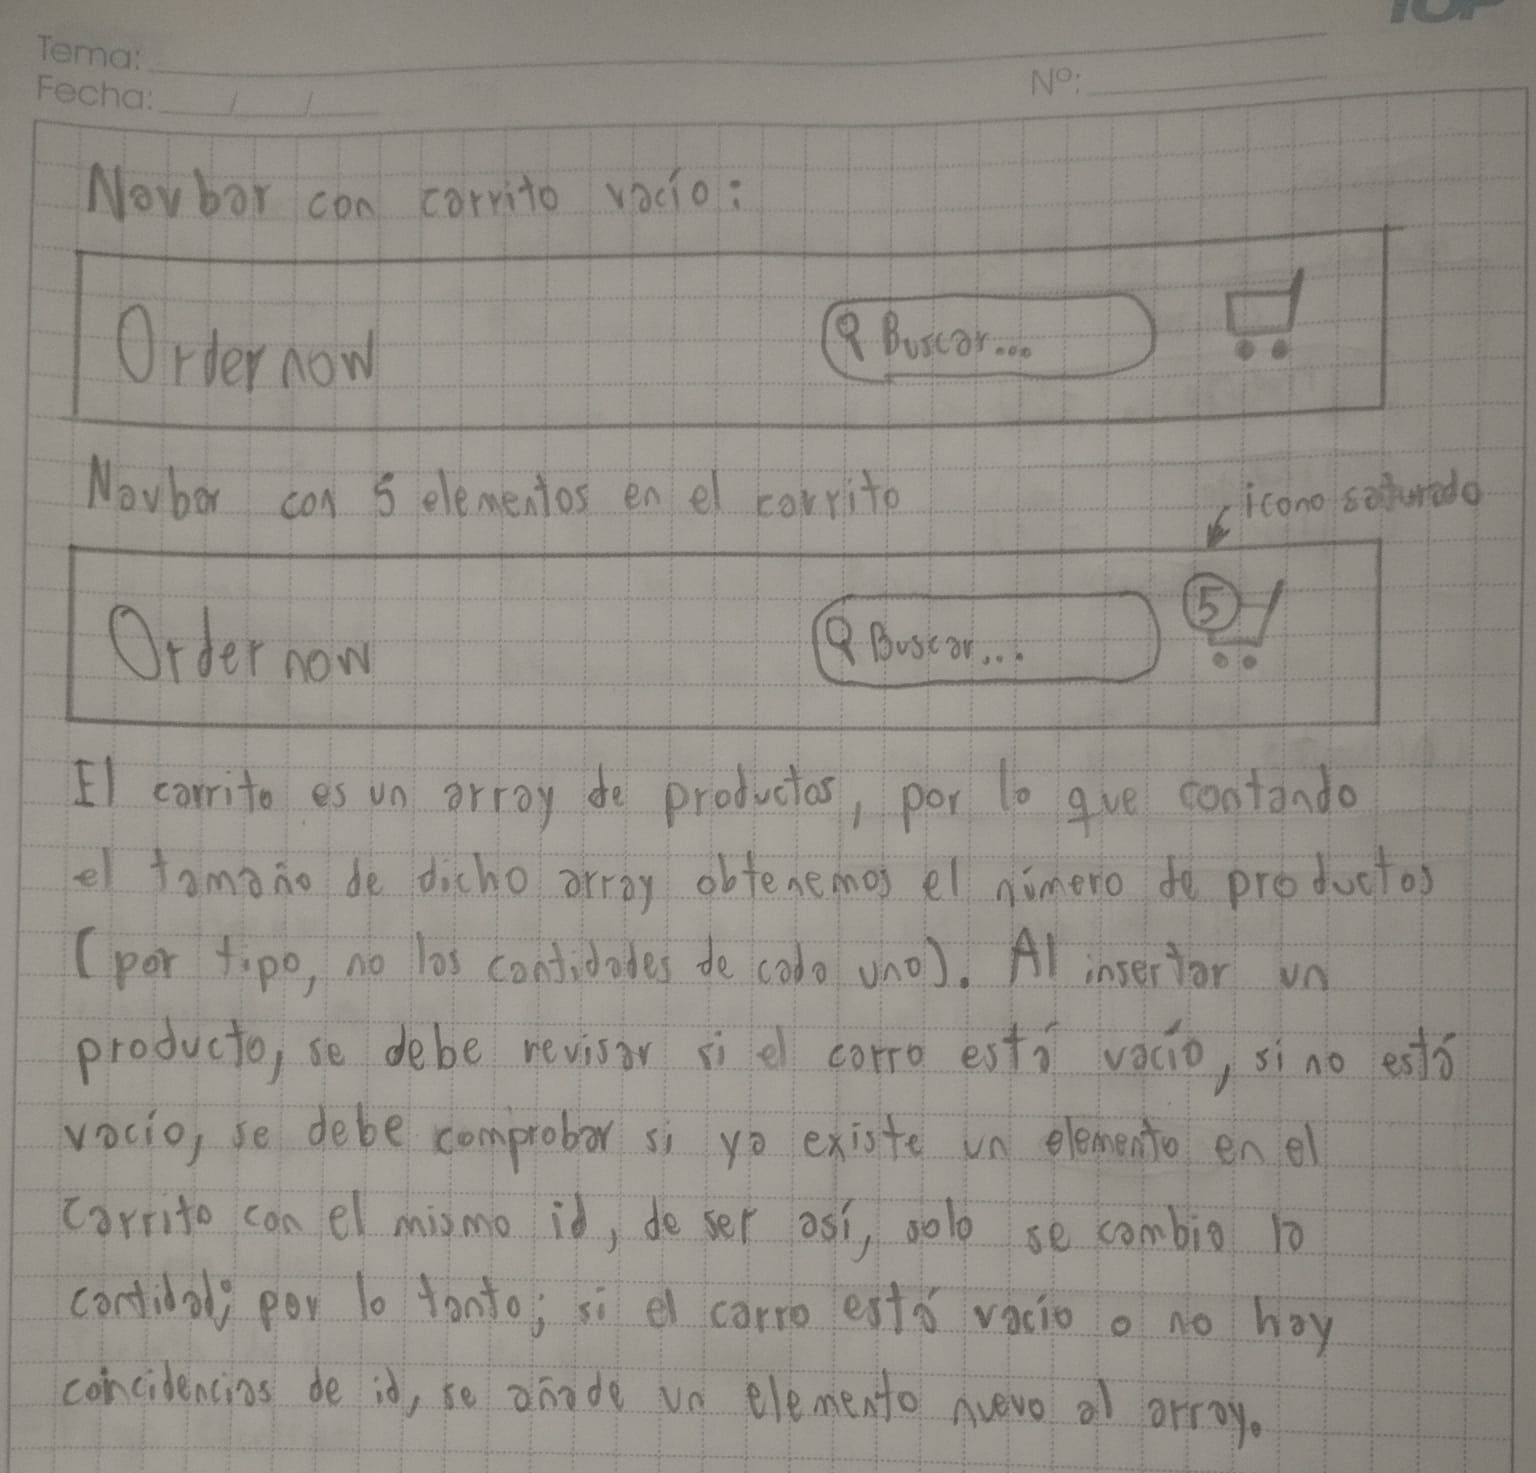 Tema:
Fecha:
Nº:
Navbar con carrito vacío:
Order now
Buscar...
Navbar con 5 elementos en el carrito
icono saturado
Order now
Buscar...
5
El carrito es un array de productos, por lo que contando
el tamaño de dicho array obtenemos el número de productos
(por tipo, no las cantidades de cada uno). Al insertar un
producto, se debe revisar si el carro está vacío, si no está
vacío, se debe comprobar si ya existe un elemento en el
carrito con el mismo id, de ser así, solo se cambia la
cantidad; por lo tanto; si el carro está vacío o no hay
coincidencias de id, se añade un elemento nuevo al array.